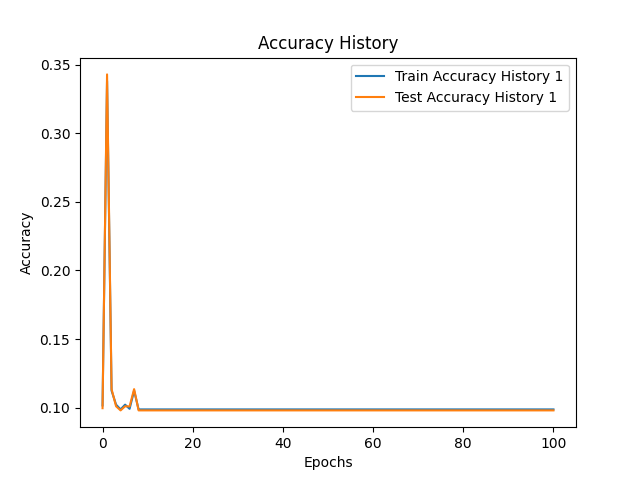 Accuracy History
Train Accuracy History 1
Test Accuracy History 1
0.35
0.30
0.25
0.20
0.15
0.10
Accuracy
0 20 40 60 80 100
Epochs